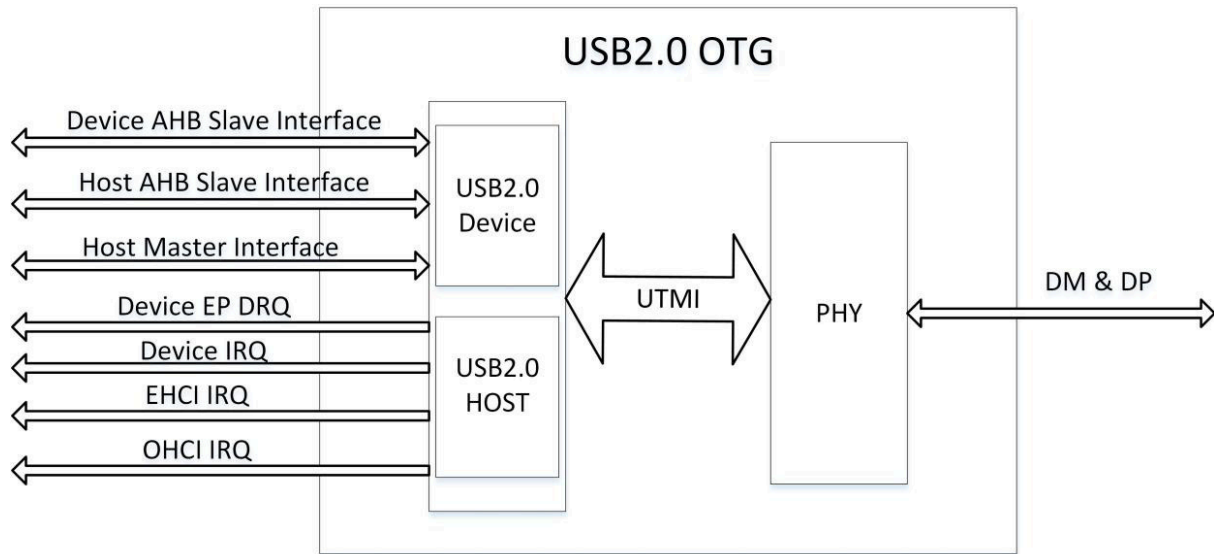 USB2.0 OTG
Device AHB Slave Interface
Host AHB Slave Interface
Host Master Interface
Device EP DRQ
Device IRQ
EHCI IRQ
OHCI IRQ
USB2.0
Device
USB2.0
HOST
UTMI
PHY
DM & DP